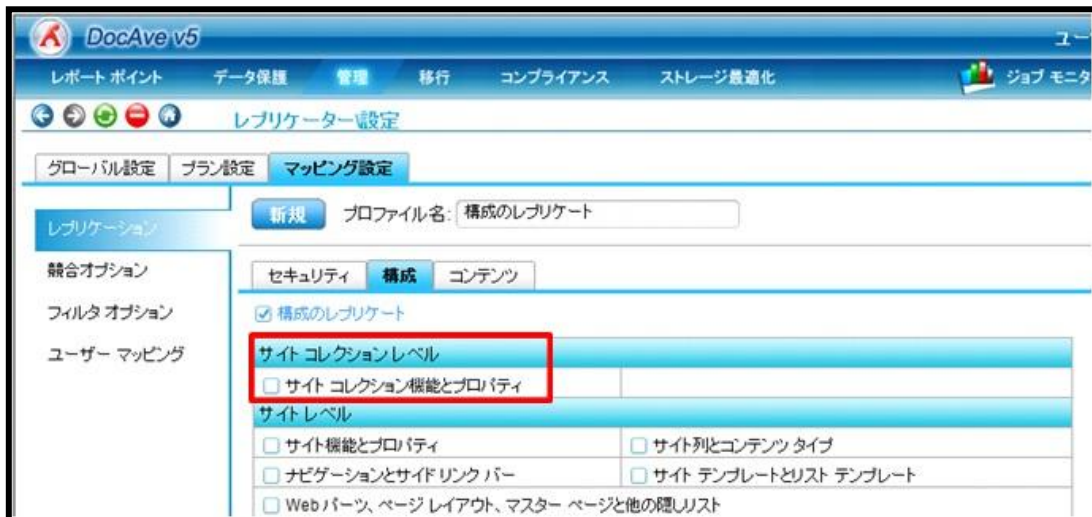 DocAve v5
ユー
レポート ポイント データ保護 管理 移行 コンプライアンス ストレージ最適化 ジョブ モニタ
レプリケーター\設定
グローバル設定 プラン設定 マッピング設定
新規 プロファイル名: 構成のレプリケート
レプリケーション
競合オプション
フィルタ オプション
ユーザー マッピング
セキュリティ 構成 コンテンツ
構成のレプリケート
サイト コレクション レベル
サイト コレクション機能とプロパティ
サイト レベル
サイト機能とプロパティ サイト列とコンテンツ タイプ
ナビゲーションとサイド リンク バー サイト テンプレートとリスト テンプレート
Web パーツ、ページ レイアウト、マスター ページと他の隠しリスト